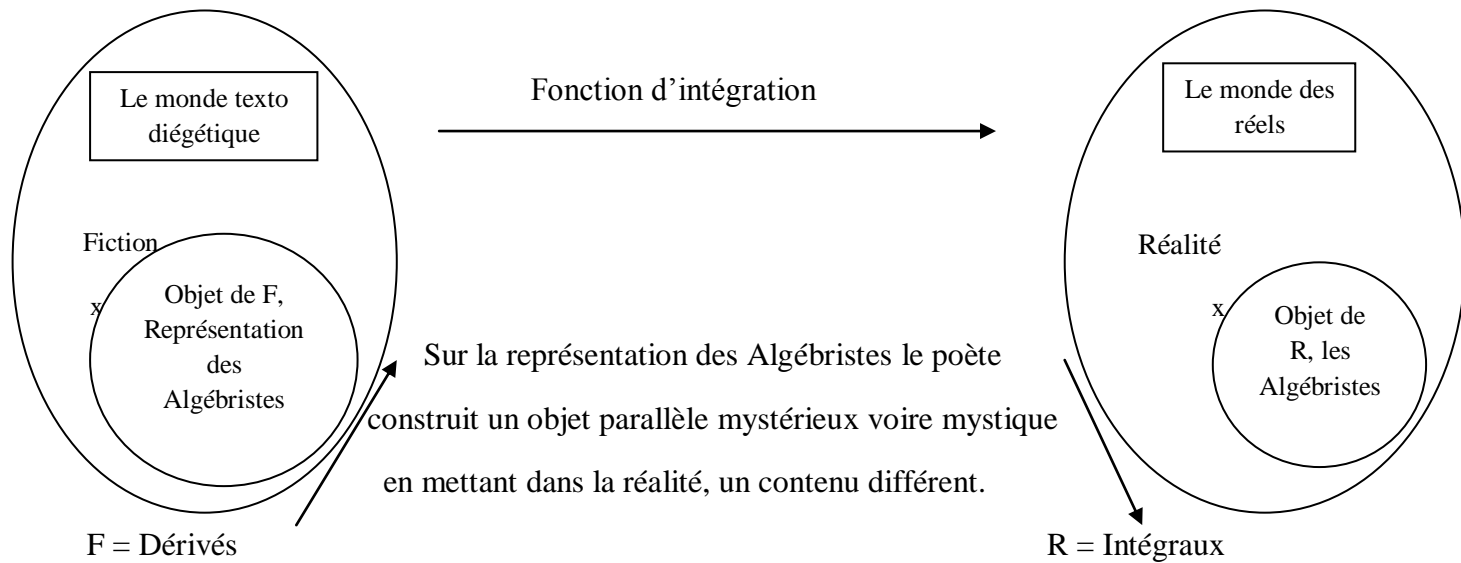 Le monde texto
diégétique
Fonction d’intégration
Le monde des
réels
Fiction
x
Objet de F,
Représentation
des
Algébristes
Réalité
x
Objet de
R, les
Algébristes
Sur la représentation des Algébristes le poète
construit un objet parallèle mystérieux voire mystique
en mettant dans la réalité, un contenu différent.
F = Dérivés
R = Intégraux